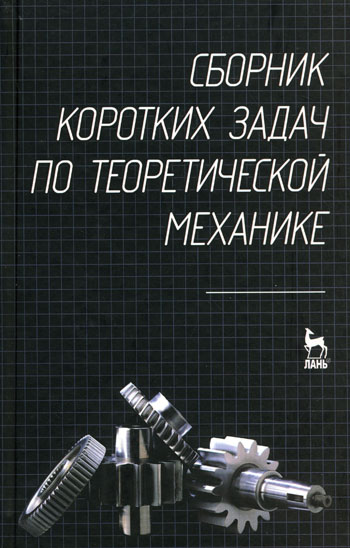 СБОРНИК
КОРОТКИХ ЗАДАЧ
ПО ТЕОРЕТИЧЕСКОЙ
МЕХАНИКЕ
ЛАНЬ